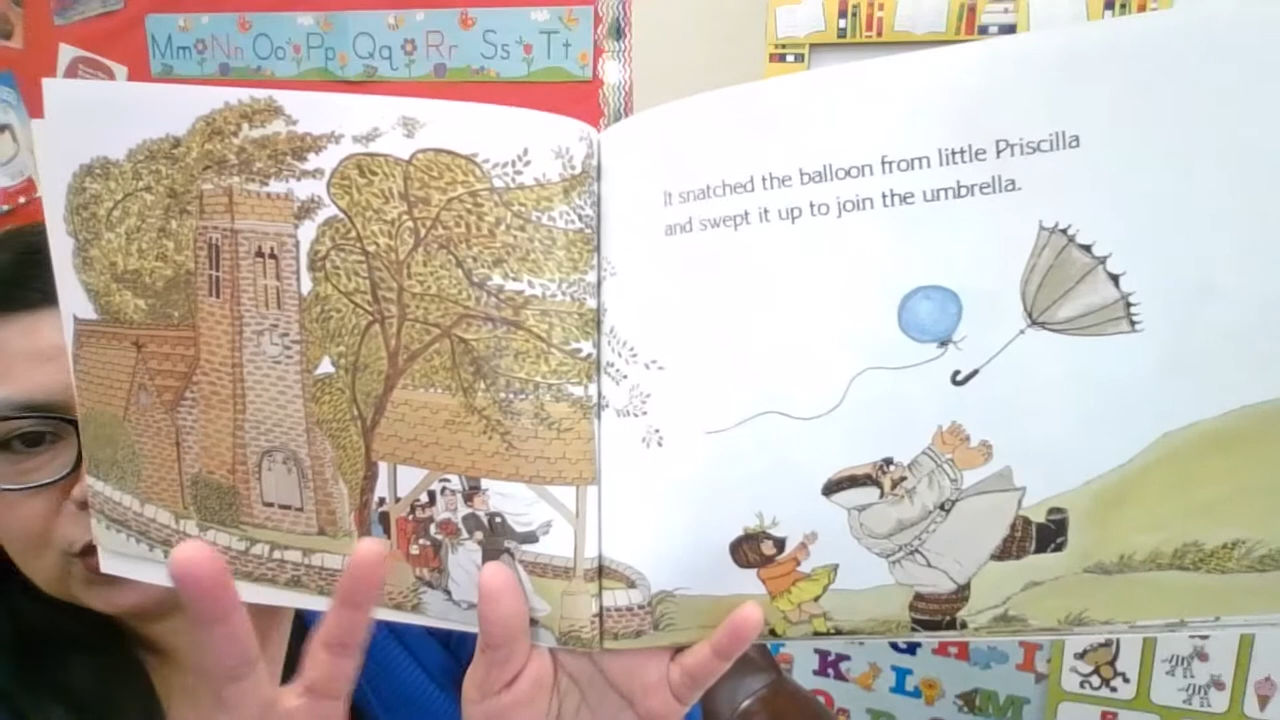 Mm Nn Oo Pp Qq Rr Ss Tt
It snatched the balloon from little Priscilla
and swept it up to join the umbrella.
K L M